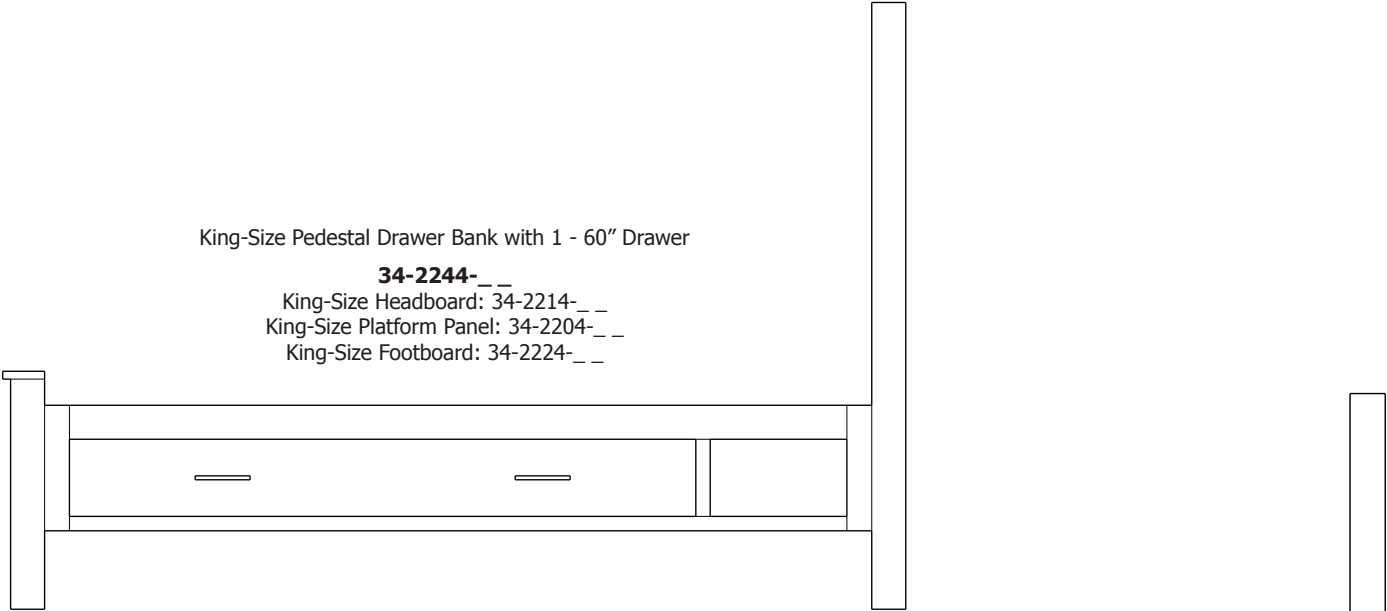 King-Size Pedestal Drawer Bank with 1 - 60” Drawer
34-2244-_ _
King-Size Headboard: 34-2214-_ _
King-Size Platform Panel: 34-2204-_ _
King-Size Footboard: 34-2224-_ _